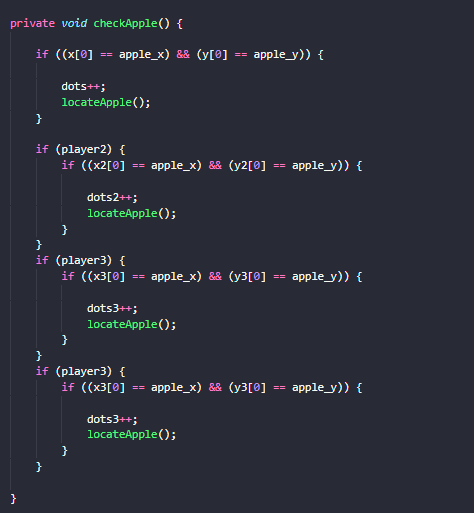 private void checkApple() {
if ((x[0] == apple_x) && (y[0] == apple_y)) {
dots++;
locateApple();
}
if (player2) {
if ((x2[0] == apple_x) && (y2[0] == apple_y)) {
dots2++;
locateApple();
}
}
if (player3) {
if ((x3[0] == apple_x) && (y3[0] == apple_y)) {
dots3++;
locateApple();
}
}
if (player3) {
if ((x3[0] == apple_x) && (y3[0] == apple_y)) {
dots3++;
locateApple();
}
}
}